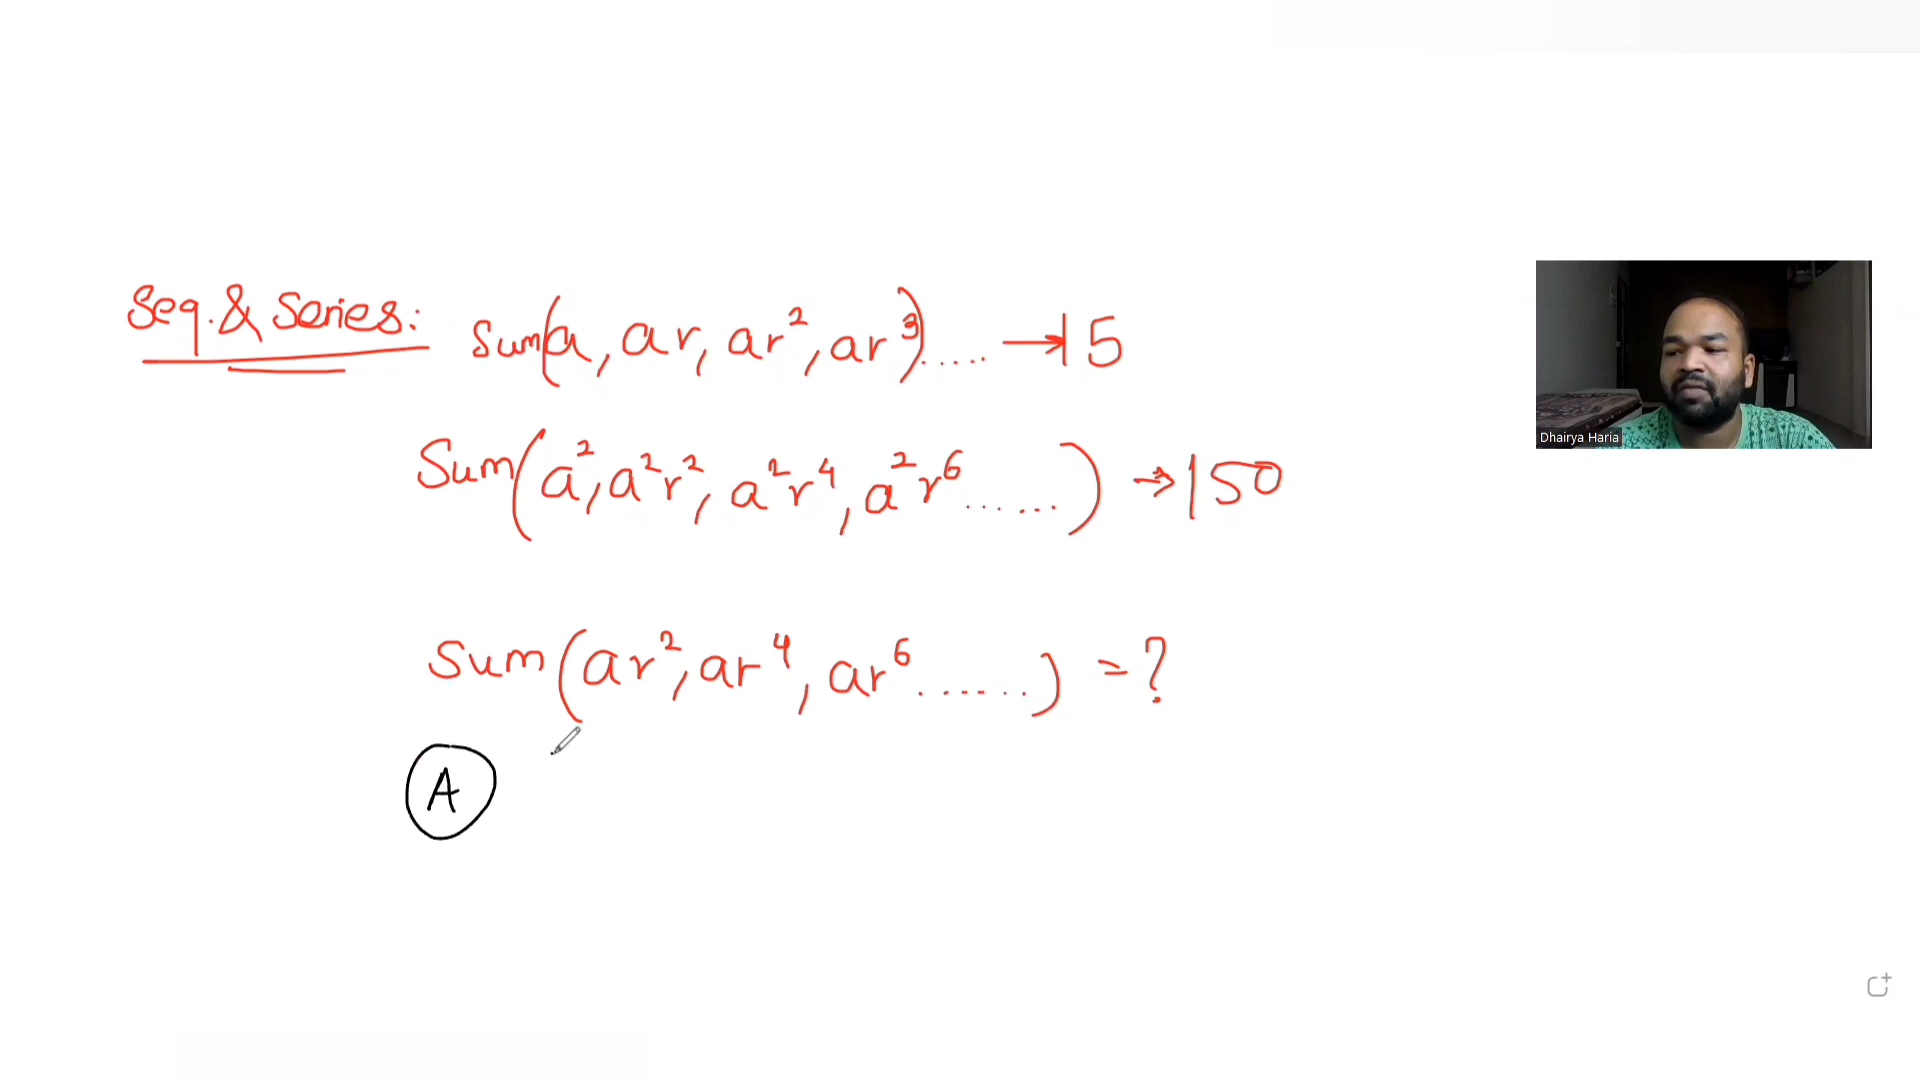 Seq. & Series: Sum(a, ar, ar², ar³)..... → 15
Sum(a², a²r², a²r⁴, a²r⁶ ......) → 150
Sum(ar², ar⁴, ar⁶ ......) = ?
A
Dhairya Haria